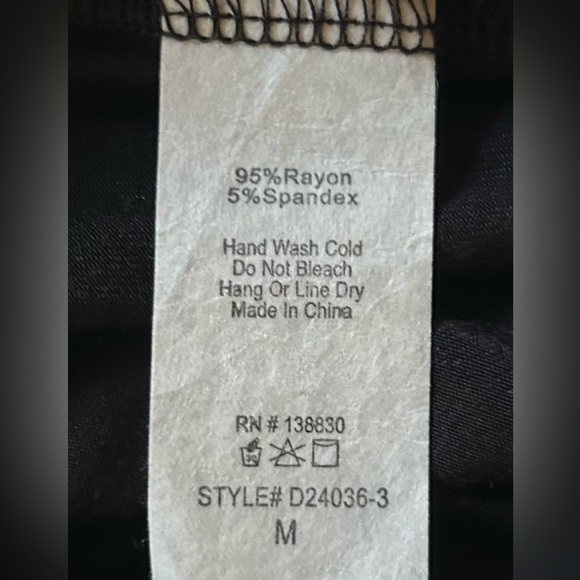 95%Rayon
5%Spandex
Hand Wash Cold
Do Not Bleach
Hang Or Line Dry
Made In China
RN # 138830
STYLE# D24036-3
M